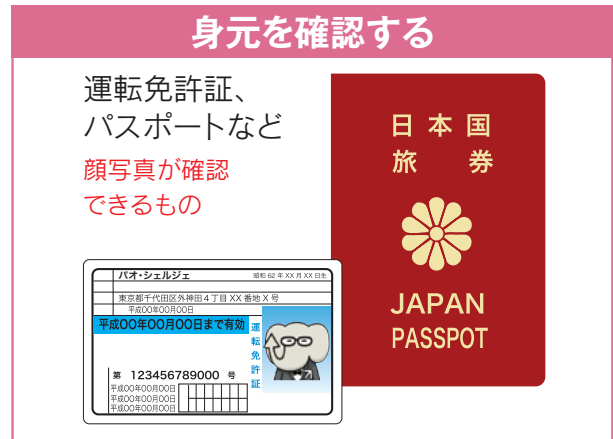 身元を確認する
運転免許証、
パスポートなど
顔写真が確認
できるもの
日本国
旅 券
JAPAN
PASSPOT
パオ・シェルジェ 昭和62年XX月XX日生
東京都千代田区外神田4丁目XX番地X号
平成00年00月00日
平成00年00月00日まで有効
運転免許証
第 123456789000 号
平成00年00月00日
平成00年00月00日
平成00年00月00日